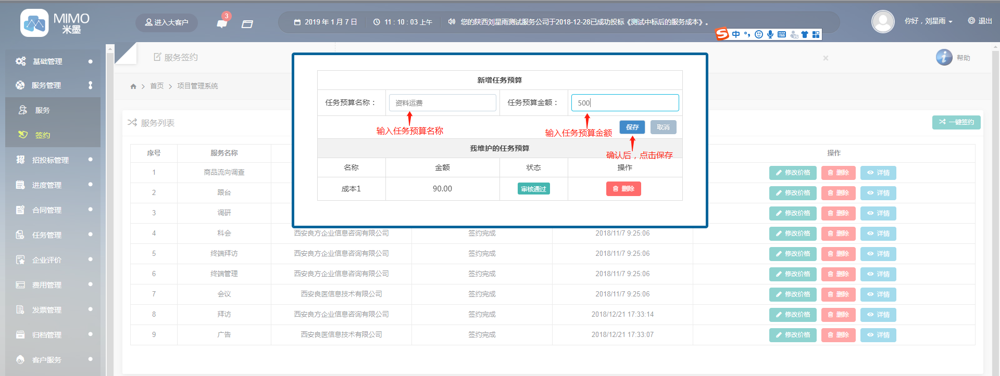 MIMO
米墨
进入大客户
3
2019 年 1 月 7 日
11 : 10 : 03 上午
您的陕西刘星雨测试服务公司于2018-12-28已成功投标《测试中标后的服务成本》。
中
你好，刘星雨
退出
基础管理
服务管理
服务
签约
招投标管理
进度管理
合同管理
任务管理
企业评价
费用管理
发票管理
归档管理
客户服务
服务签约
×
帮助
首页
项目管理系统
服务列表
一键签约
新增任务预算
任务预算名称： 资料运费 任务预算金额： 500
输入任务预算名称
输入任务预算金额
保存 取消
确认后，点击保存
我维护的任务预算
名称 金额 状态 操作
成本1 90.00 审核通过 删除
序号 服务名称 操作
1 商品流向调查 修改价格 删除 详情
2 跟台 修改价格 删除 详情
3 调研 修改价格 删除 详情
4 科会 西安良方企业信息咨询有限公司 签约完成 2018/11/7 9:25:06 修改价格 删除 详情
5 终端拜访 西安良方企业信息咨询有限公司 签约完成 2018/11/7 9:25:06 修改价格 删除 详情
6 终端管理 西安良方企业信息咨询有限公司 签约完成 2018/11/7 9:25:06 修改价格 删除 详情
7 会议 西安良医信息技术有限公司 签约完成 2018/11/7 9:25:06 修改价格 删除 详情
8 拜访 西安良方企业信息咨询有限公司 签约完成 2018/12/21 17:33:14 修改价格 删除 详情
9 广告 西安良医信息技术有限公司 签约完成 2018/12/21 17:33:07 修改价格 删除 详情